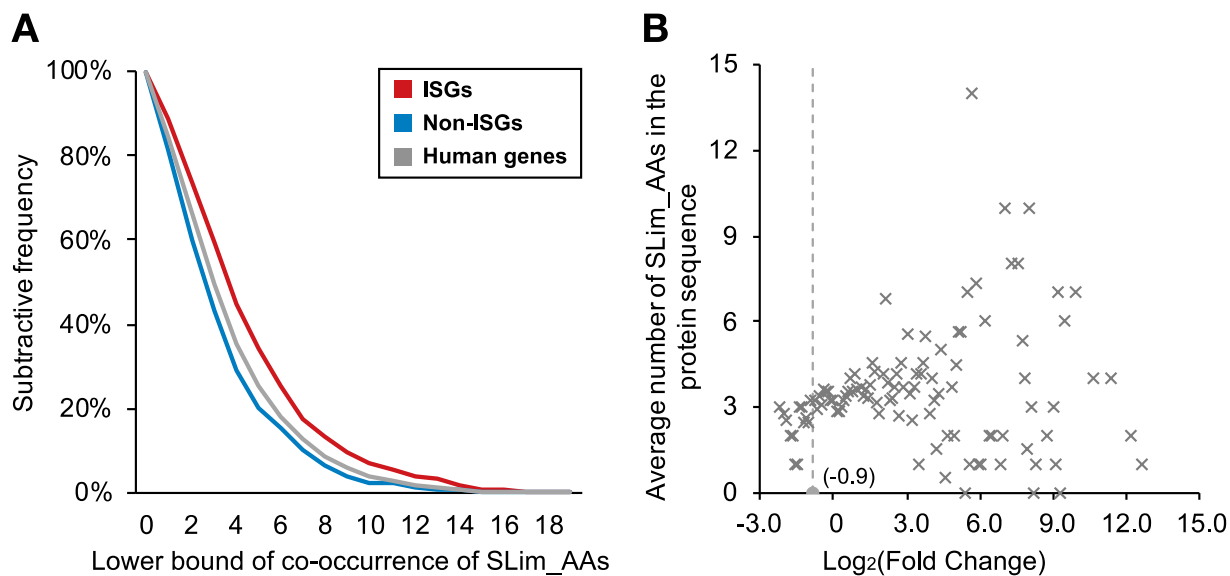 A
Subtractive frequency
100%
80%
60%
40%
20%
0%
ISGs
Non-ISGs
Human genes
0 2 4 6 8 10 12 14 16 18
Lower bound of co-occurrence of SLim_AAs
B
Average number of SLim_AAs in the
protein sequence
15
12
9
6
3
0
(-0.9)
-3.0 0 3.0 6.0 9.0 12.0 15.0
Log₂(Fold Change)